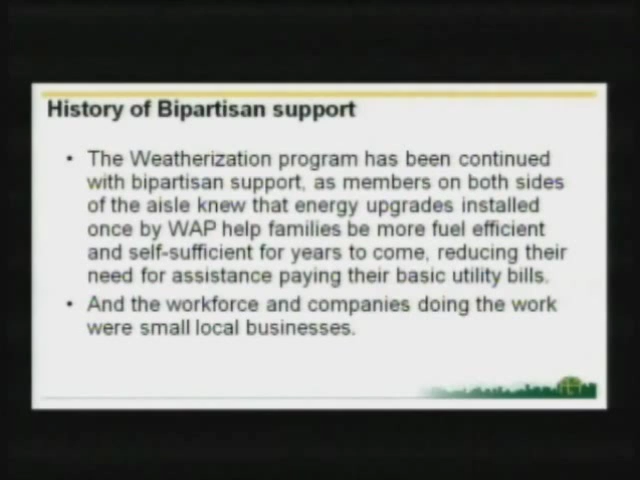 History of Bipartisan support
• The Weatherization program has been continued
with bipartisan support, as members on both sides
of the aisle knew that energy upgrades installed
once by WAP help families be more fuel efficient
and self-sufficient for years to come, reducing their
need for assistance paying their basic utility bills.
• And the workforce and companies doing the work
were small local businesses.